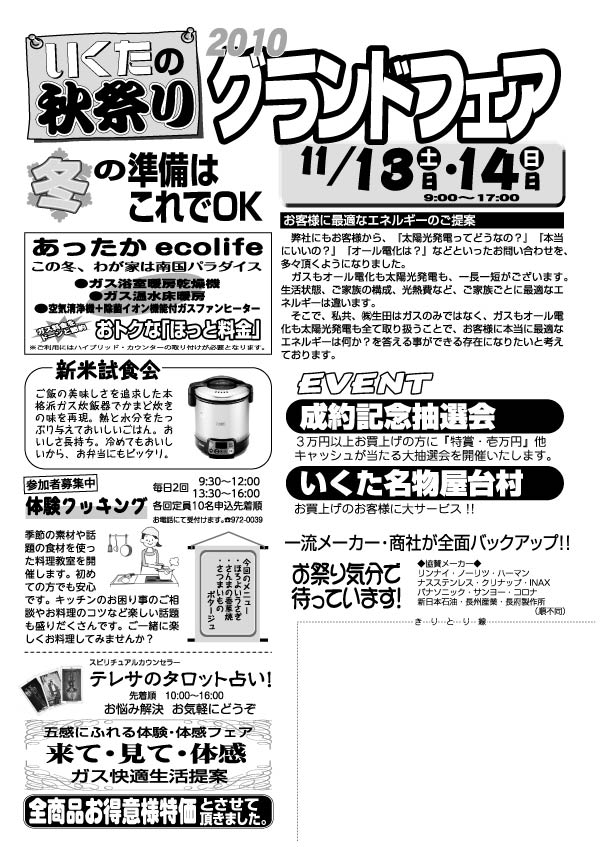 いくたの
秋祭り
2010
グランドフェア
11/13土日・14日日
9:00〜17:00
冬の準備は
これでOK
あったか ecolife
この冬、わが家は南国パラダイス
●ガス浴室暖房乾燥機
●ガス温水床暖房
●空気清浄機+除菌イオン機能付ガスファンヒーター
おトクな「ほっと料金」
※ご利用にはハイブリッド・カウンターの取り付けが必要となります。
お客様に最適なエネルギーのご提案
弊社にもお客様から、「太陽光発電ってどうなの?」「本当
にいいの?」「オール電化は?」などといったお問い合わせを、
多々頂くようになりました。
ガスもオール電化も太陽光発電も、一長一短がございます。
生活状態、ご家族の構成、光熱費など、ご家族ごとに最適なエ
ネルギーは違います。
そこで、私共、㈱生田はガスのみではなく、ガスもオール電
化も太陽光発電も全て取り扱うことで、お客様に本当に最適な
エネルギーは何か?を答える事ができる存在になりたいと考え
ております。
新米試食会
ご飯の美味しさを追求した本
格派ガス炊飯器でかまど炊き
の味を再現。熱と水分をたっ
ぷり与えておいしいごはん。お
いしさ長持ち。冷めてもおいし
いから、お弁当にもピッタリ。
EVENT
成約記念抽選会
3万円以上お買上げの方に『特賞・壱万円』他
キャッシュが当たる大抽選会を開催いたします。
いくた名物屋台村
お買上げのお客様に大サービス!!
参加者募集中
体験クッキング
毎日2回
9:30〜12:00
13:30〜16:00
各回定員10名申込先着順
お電話にて受付けます。☎972-0039
季節の素材や話
題の食材を使っ
た料理教室を開
催します。初め
ての方でも安心
です。キッチンのお困り事のご相
談やお料理のコツなど楽しい話題
も盛りだくさんです。ご一緒に楽
しくお料理してみませんか?
今回のメニュー
・ほろよいうなぞ
・さんまの香草焼
・さつまいもの
ポタージュ
一流メーカー・商社が全面バックアップ!!
お祭り気分で
待っています!
◆協賛メーカー◆
リンナイ・ノーリツ・ハーマン
ナスステンレス・クリナップ・INAX
パナソニック・サンヨー・コロナ
新日本石油・長州産業・長府製作所
(順不同)
き…り…と…り…線
スピリチュアルカウンセラー
テレサのタロット占い!
先着順 10:00〜16:00
お悩み解決 お気軽にどうぞ
五感にふれる体験・体感フェア
来て・見て・体感
ガス快適生活提案
全商品お得意様特価とさせて
頂きました。